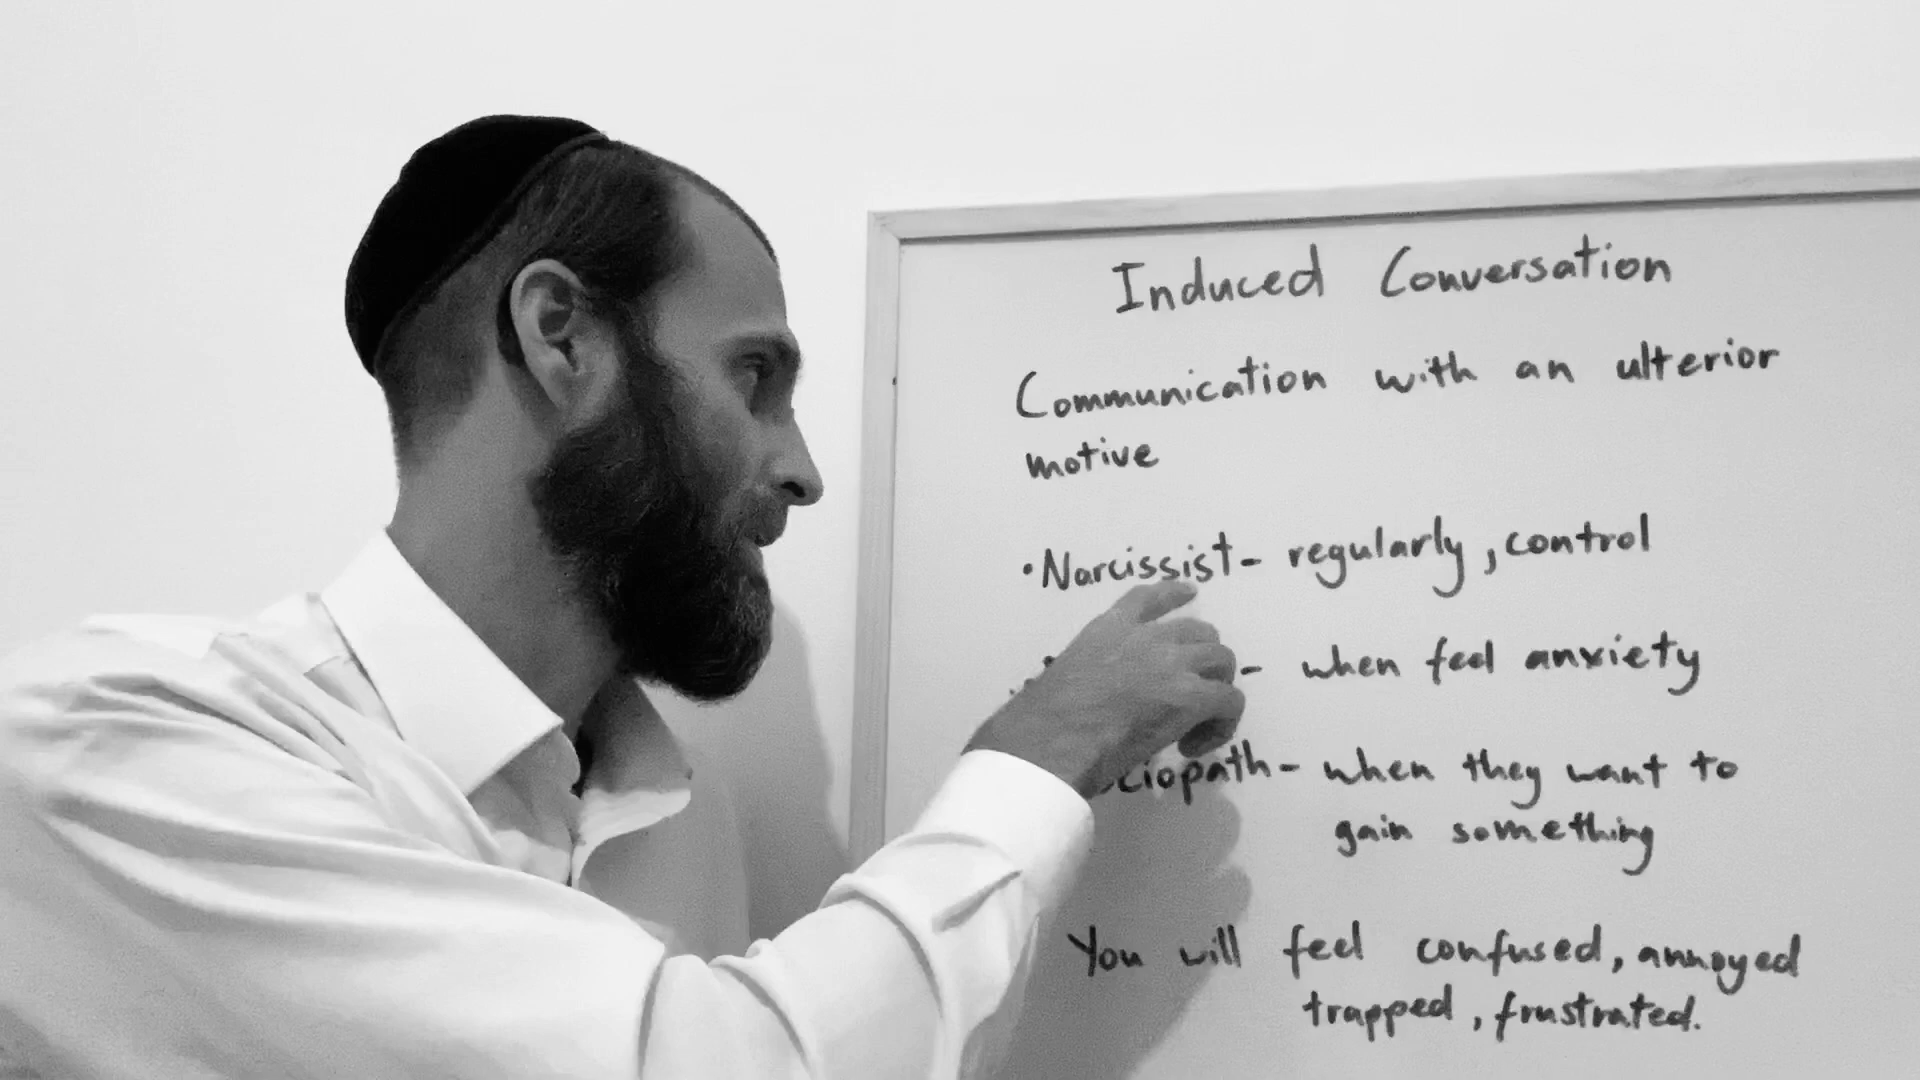 Induced Conversation
Communication with an ulterior
motive
• Narcissist - regularly, control
- when feel anxiety
ciopath - when they want to
gain something
You will feel confused, annoyed
trapped, frustrated.